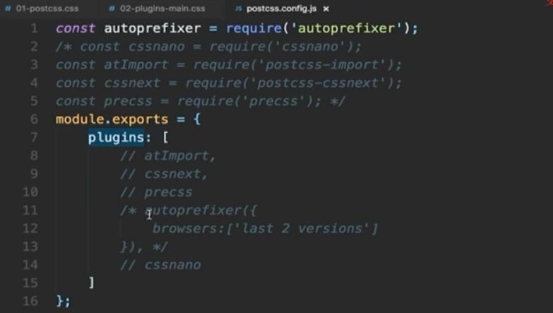 # 01-postcss.css # 02-plugins-main.css postcss.config.js ×
1 const autoprefixer = require('autoprefixer');
2 /* const cssnano = require('cssnano');
3 const atImport = require('postcss-import');
4 const cssnext = require('postcss-cssnext');
5 const precss = require('precss'); */
6 module.exports = {
7 plugins: [
8 // atImport,
9 // cssnext,
10 // precss
11 /* autoprefixer({
12 browsers:['last 2 versions']
13 }), */
14 // cssnano
15 ]
16 };